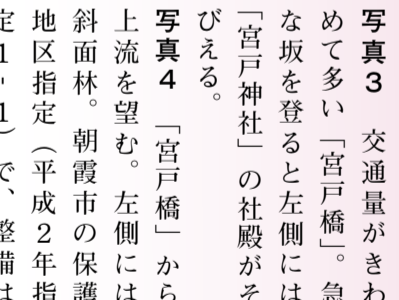 写真3　交通量がきわ
めて多い「宮戸橋」。急
な坂を登ると左側には
「宮戸神社」の社殿がそ
びえる。
写真4　「宮戸橋」から
上流を望む。左側には
斜面林。朝霞市の保護
地区指定（平成2年指
定1-1）で、整備は